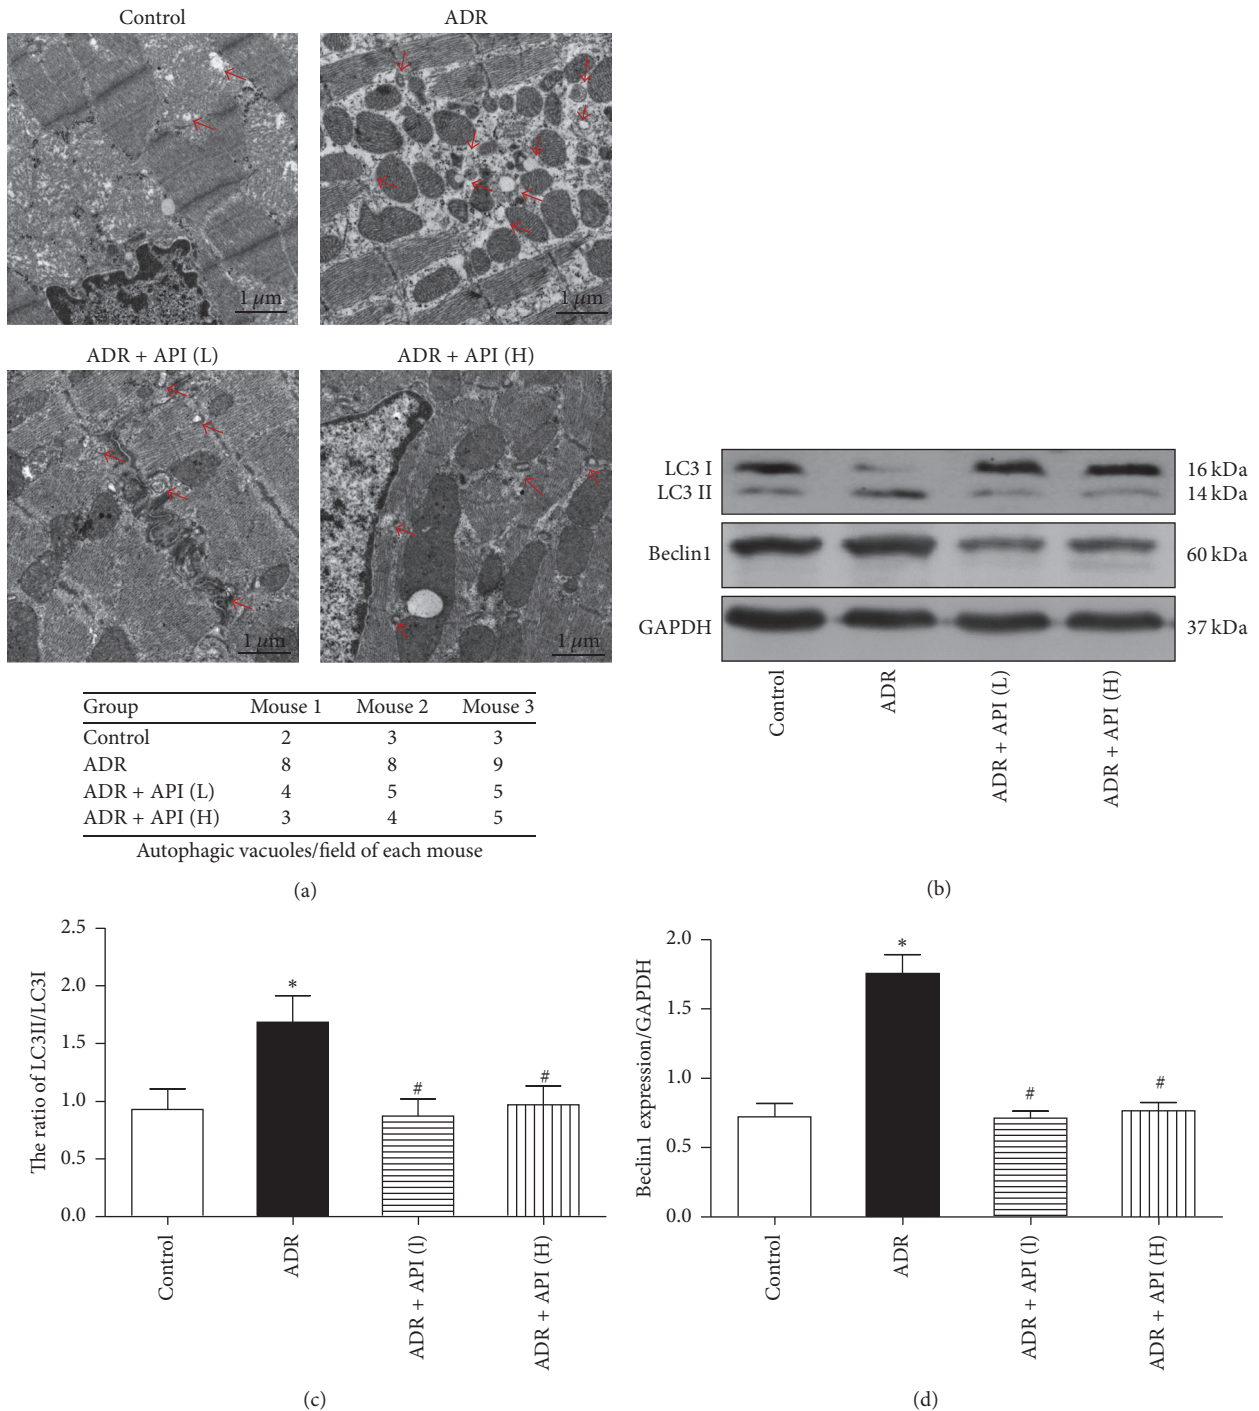 Control
ADR
1 μm
1 μm
ADR + API (L)
ADR + API (H)
1 μm
1 μm
Group Mouse 1 Mouse 2 Mouse 3
Control 2 3 3
ADR 8 8 9
ADR + API (L) 4 5 5
ADR + API (H) 3 4 5
Autophagic vacuoles/field of each mouse
(a)
LC3 I 16 kDa
LC3 II 14 kDa
Beclin1 60 kDa
GAPDH 37 kDa
Control
ADR
ADR + API (L)
ADR + API (H)
(b)
The ratio of LC3II/LC3I
2.5
2.0
1.5
1.0
0.5
0.0
*
#
#
Control
ADR
ADR + API (l)
ADR + API (H)
(c)
Beclin1 expression/GAPDH
2.0
1.5
1.0
0.5
0.0
*
#
#
Control
ADR
ADR + API (l)
ADR + API (H)
(d)